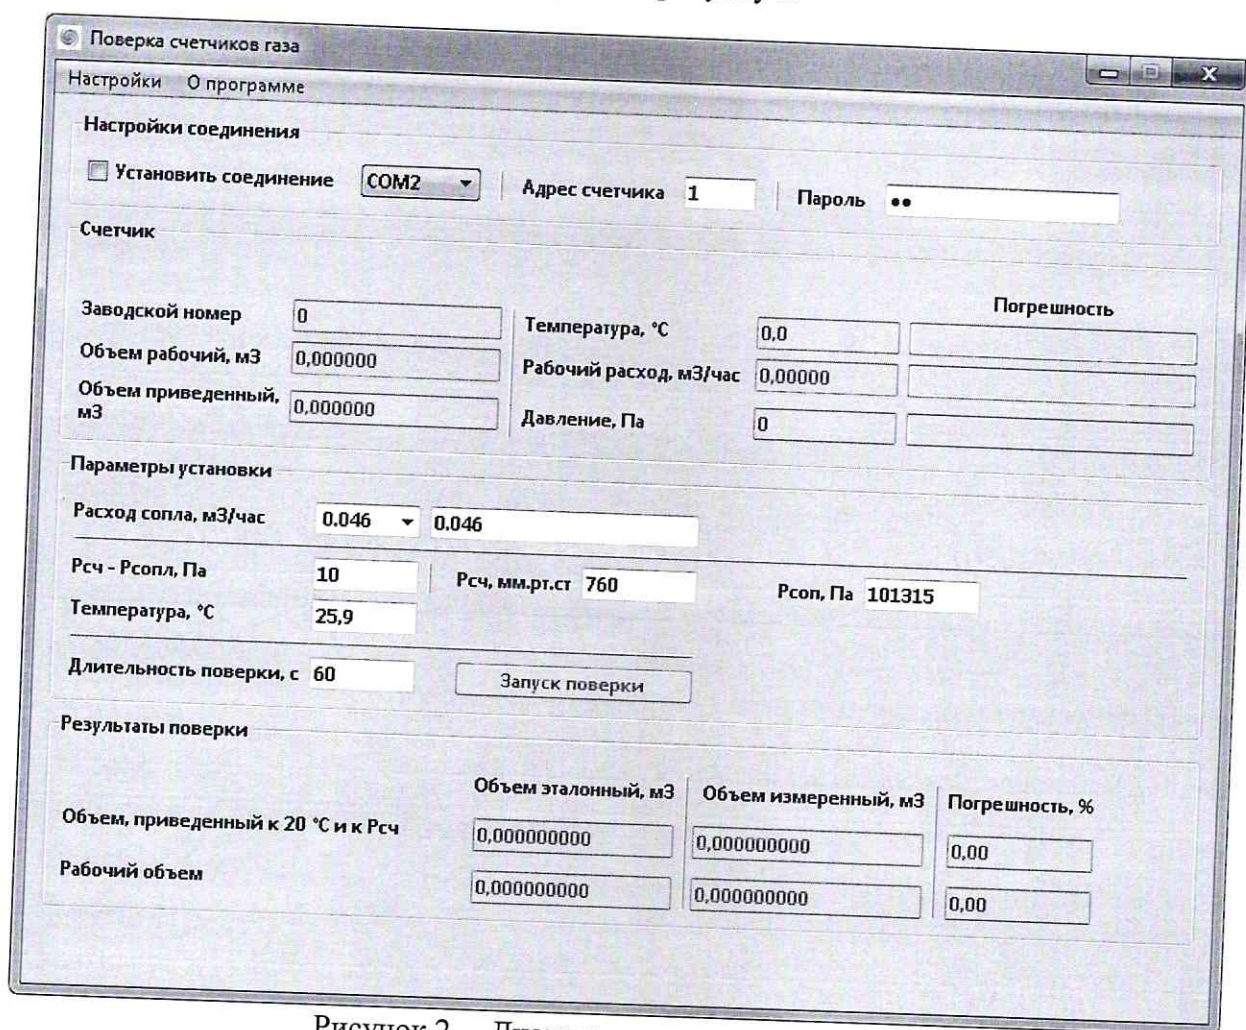 Поверка счетчиков газа
Настройки О программе
Настройки соединения
Установить соединение COM2 Адрес счетчика 1 Пароль ••
Счетчик
Погрешность
Заводской номер 0 Температура, °С 0,0
Объем рабочий, м3 0,000000 Рабочий расход, м3/час 0,00000
Объем приведенный, м3 0,000000 Давление, Па 0
Параметры установки
Расход сопла, м3/час 0.046 0.046
Рсч - Рсопл, Па 10 Рсч, мм.рт.ст 760 Рсоп, Па 101315
Температура, °С 25,9
Длительность поверки, с 60 Запуск поверки
Результаты поверки
Объем эталонный, м3 Объем измеренный, м3 Погрешность, %
Объем, приведенный к 20 °С и к Рсч 0,000000000 0,000000000 0,00
Рабочий объем 0,000000000 0,000000000 0,00
Рисунок 2